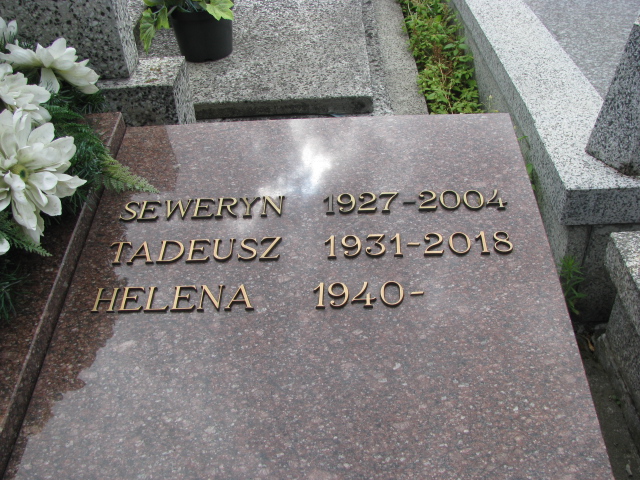 SEWERYN 1927-2004
TADEUSZ 1931-2018
HELENA 1940-